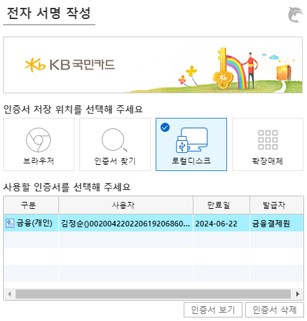 전자 서명 작성
KB 국민카드
인증서 저장 위치를 선택해 주세요
브라우저 인증서 찾기 로컬디스크 확장매체
사용할 인증서를 선택해 주세요
구분 사용자 만료일 발급자
금융(개인) 김정순()0020042202206192068​60... 2024-06-22 금융결제원
인증서 보기 인증서 삭제